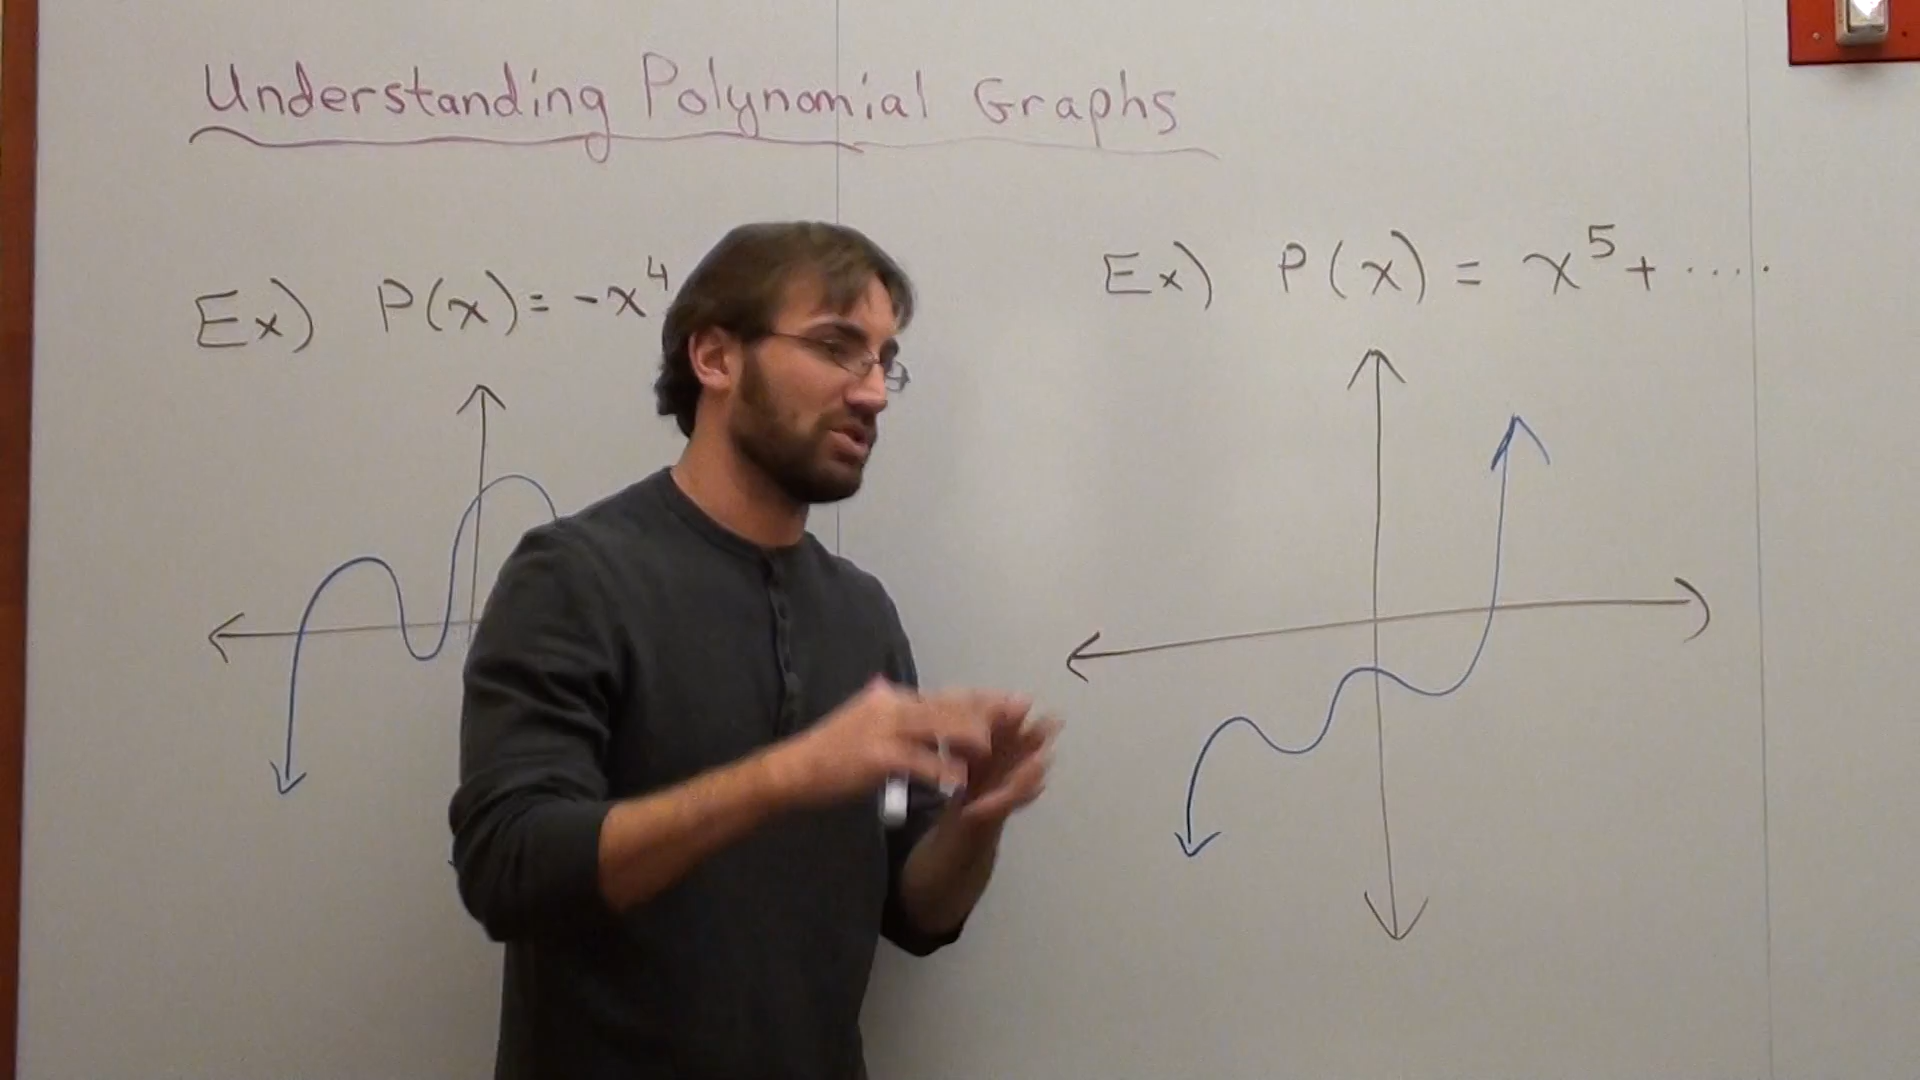 Understanding Polynomial Graphs
Ex) P(x) = -x⁴
Ex) P(x) = x⁵ + .....